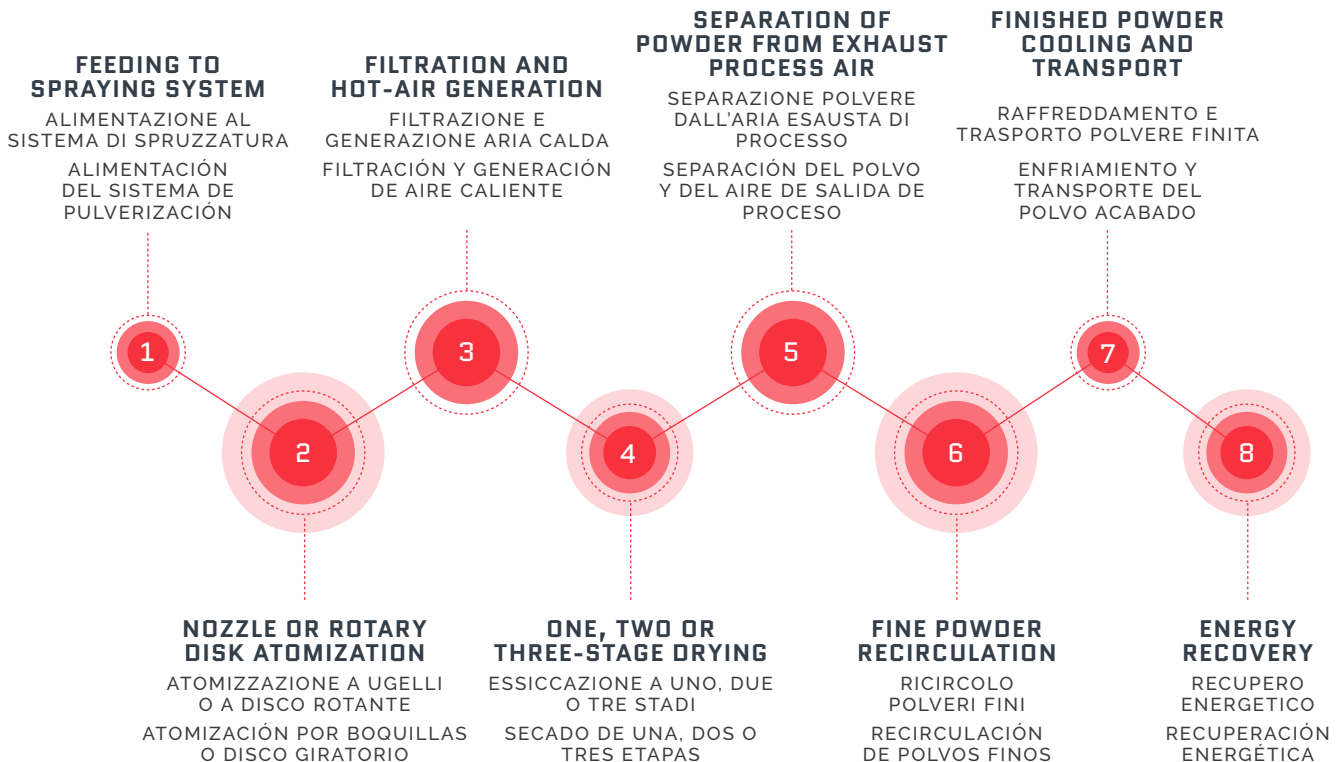 FEEDING TO
SPRAYING SYSTEM
ALIMENTAZIONE AL
SISTEMA DI SPRUZZATURA
ALIMENTACIÓN
DEL SISTEMA DE
PULVERIZACIÓN
FILTRATION AND
HOT-AIR GENERATION
FILTRAZIONE E
GENERAZIONE ARIA CALDA
FILTRACIÓN Y GENERACIÓN
DE AIRE CALIENTE
SEPARATION OF
POWDER FROM EXHAUST
PROCESS AIR
SEPARAZIONE POLVERE
DALL'ARIA ESAUSTA DI
PROCESSO
SEPARACIÓN DEL POLVO
Y DEL AIRE DE SALIDA DE
PROCESO
FINISHED POWDER
COOLING AND
TRANSPORT
RAFFREDDAMENTO E
TRASPORTO POLVERE FINITA
ENFRIAMIENTO Y
TRANSPORTE DEL
POLVO ACABADO
1
2
3
4
5
6
7
8
NOZZLE OR ROTARY
DISK ATOMIZATION
ATOMIZZAZIONE A UGELLI
O A DISCO ROTANTE
ATOMIZACIÓN POR BOQUILLAS
O DISCO GIRATORIO
ONE, TWO OR
THREE-STAGE DRYING
ESSICCAZIONE A UNO, DUE
O TRE STADI
SECADO DE UNA, DOS O
TRES ETAPAS
FINE POWDER
RECIRCULATION
RICIRCOLO
POLVERI FINI
RECIRCULACIÓN
DE POLVOS FINOS
ENERGY
RECOVERY
RECUPERO
ENERGETICO
RECUPERACIÓN
ENERGÉTICA